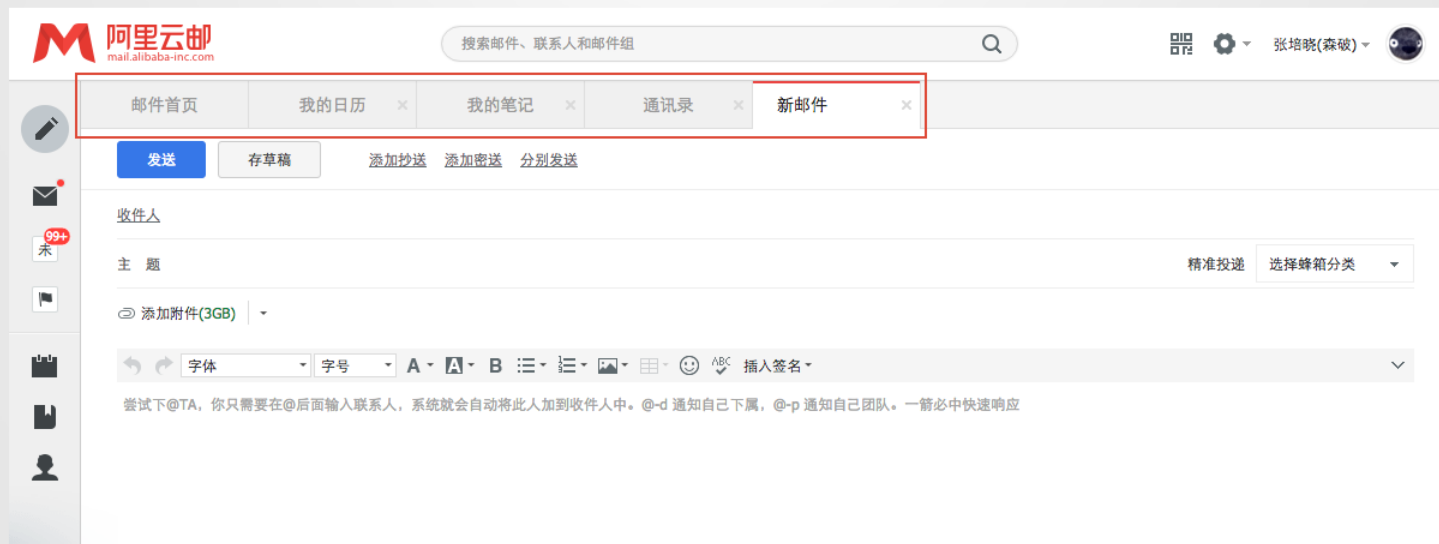 阿里云邮
mail.alibaba-inc.com
搜索邮件、联系人和邮件组
张培晓(森破)
邮件首页 我的日历 × 我的笔记 × 通讯录 × 新邮件 ×
发送 存草稿 添加抄送 添加密送 分别发送
收件人
99+
未
主 题 精准投递 选择蜂箱分类
添加附件(3GB)
字体 字号 A A B ABC 插入签名
尝试下@TA，你只需要在@后面输入联系人，系统就会自动将此人加到收件人中。@-d 通知自己下属，@-p 通知自己团队。一箭必中快速响应